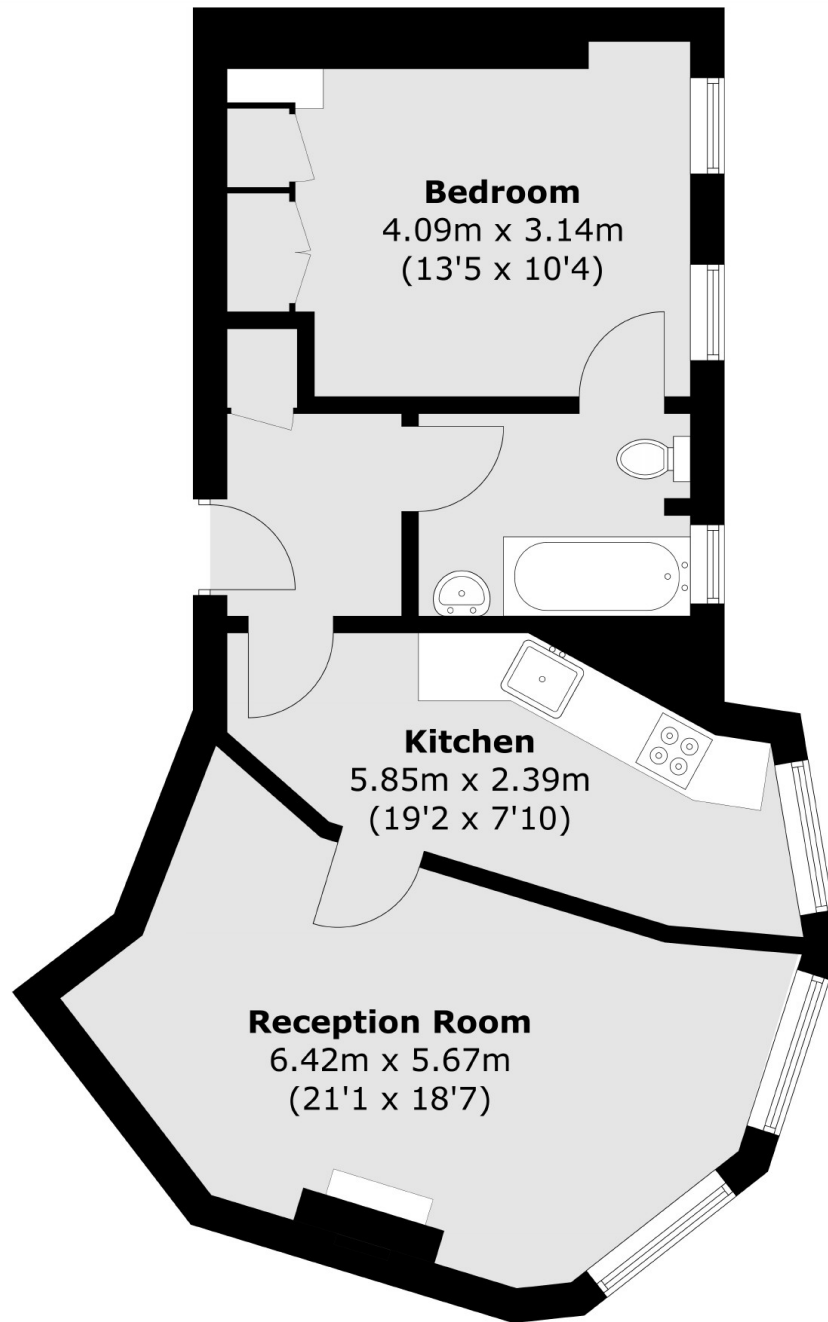 Bedroom
4.09m x 3.14m
(13'5 x 10'4)
Kitchen
5.85m x 2.39m
(19'2 x 7'10)
Reception Room
6.42m x 5.67m
(21'1 x 18'7)